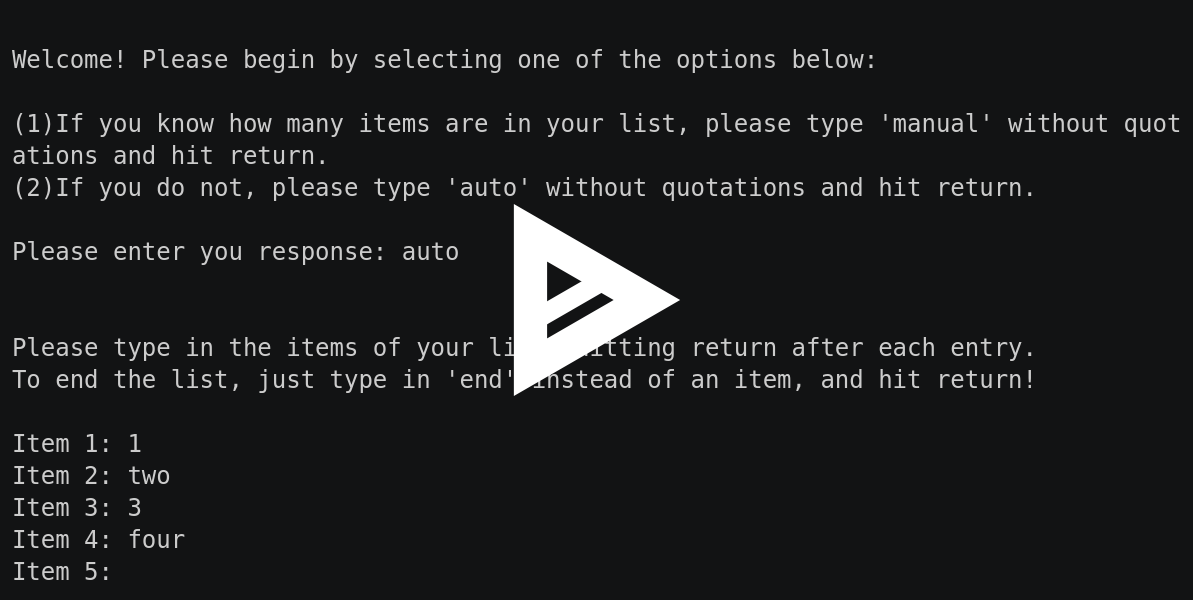 Welcome! Please begin by selecting one of the options below:
(1)If you know how many items are in your list, please type 'manual' without quot
ations and hit return.
(2)If you do not, please type 'auto' without quotations and hit return.
Please enter you response: auto
Please type in the items of your return after each entry.
To end the list, just type in 'end' instead of an item, and hit return!
Item 1: 1
Item 2: two
Item 3: 3
Item 4: four
Item 5: